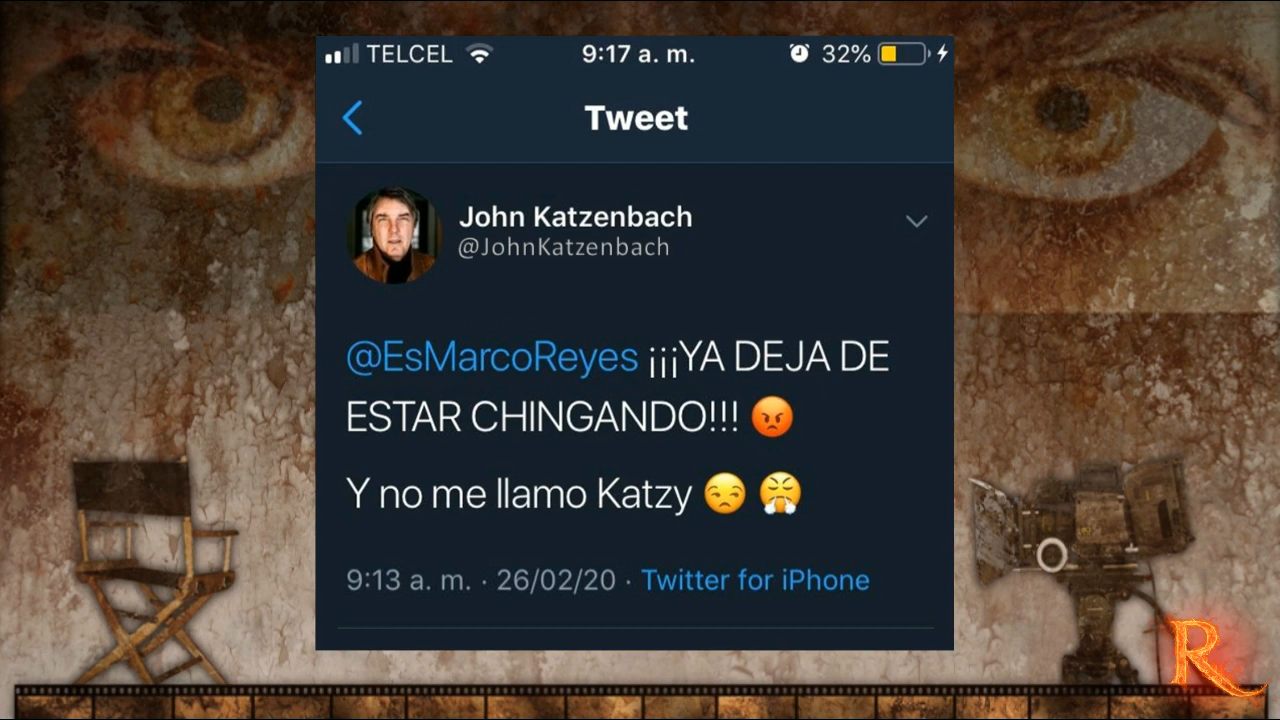 TELCEL 9:17 a. m. 32%
Tweet
John Katzenbach
@JohnKatzenbach
@EsMarcoReyes ¡¡¡YA DEJA DE
ESTAR CHINGANDO!!! 😡
Y no me llamo Katzy 😒 😤
9:13 a. m. · 26/02/20 · Twitter for iPhone
R